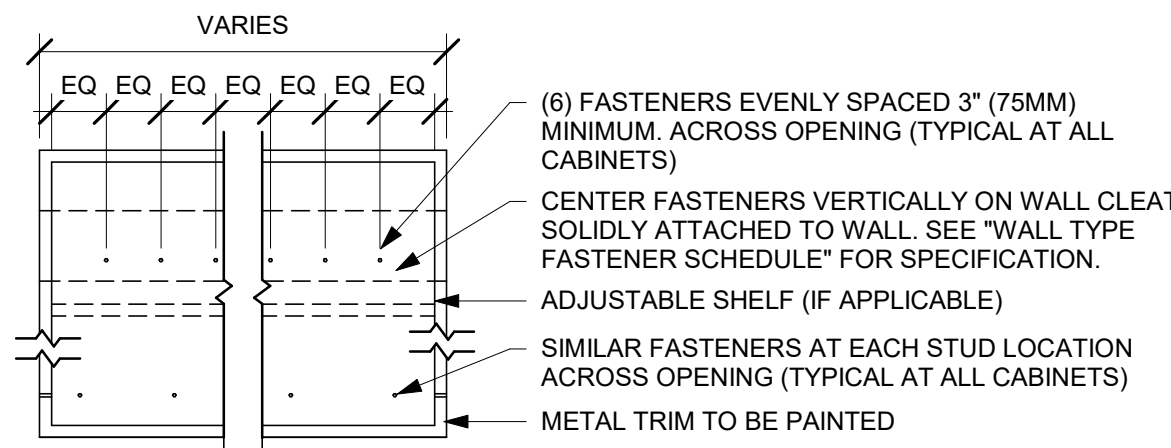 VARIES
EQ EQ EQ EQ EQ EQ EQ
(6) FASTENERS EVENLY SPACED 3" (75MM)
MINIMUM. ACROSS OPENING (TYPICAL AT ALL
CABINETS)
CENTER FASTENERS VERTICALLY ON WALL CLEAT
SOLIDLY ATTACHED TO WALL. SEE "WALL TYPE
FASTENER SCHEDULE" FOR SPECIFICATION.
ADJUSTABLE SHELF (IF APPLICABLE)
SIMILAR FASTENERS AT EACH STUD LOCATION
ACROSS OPENING (TYPICAL AT ALL CABINETS)
METAL TRIM TO BE PAINTED